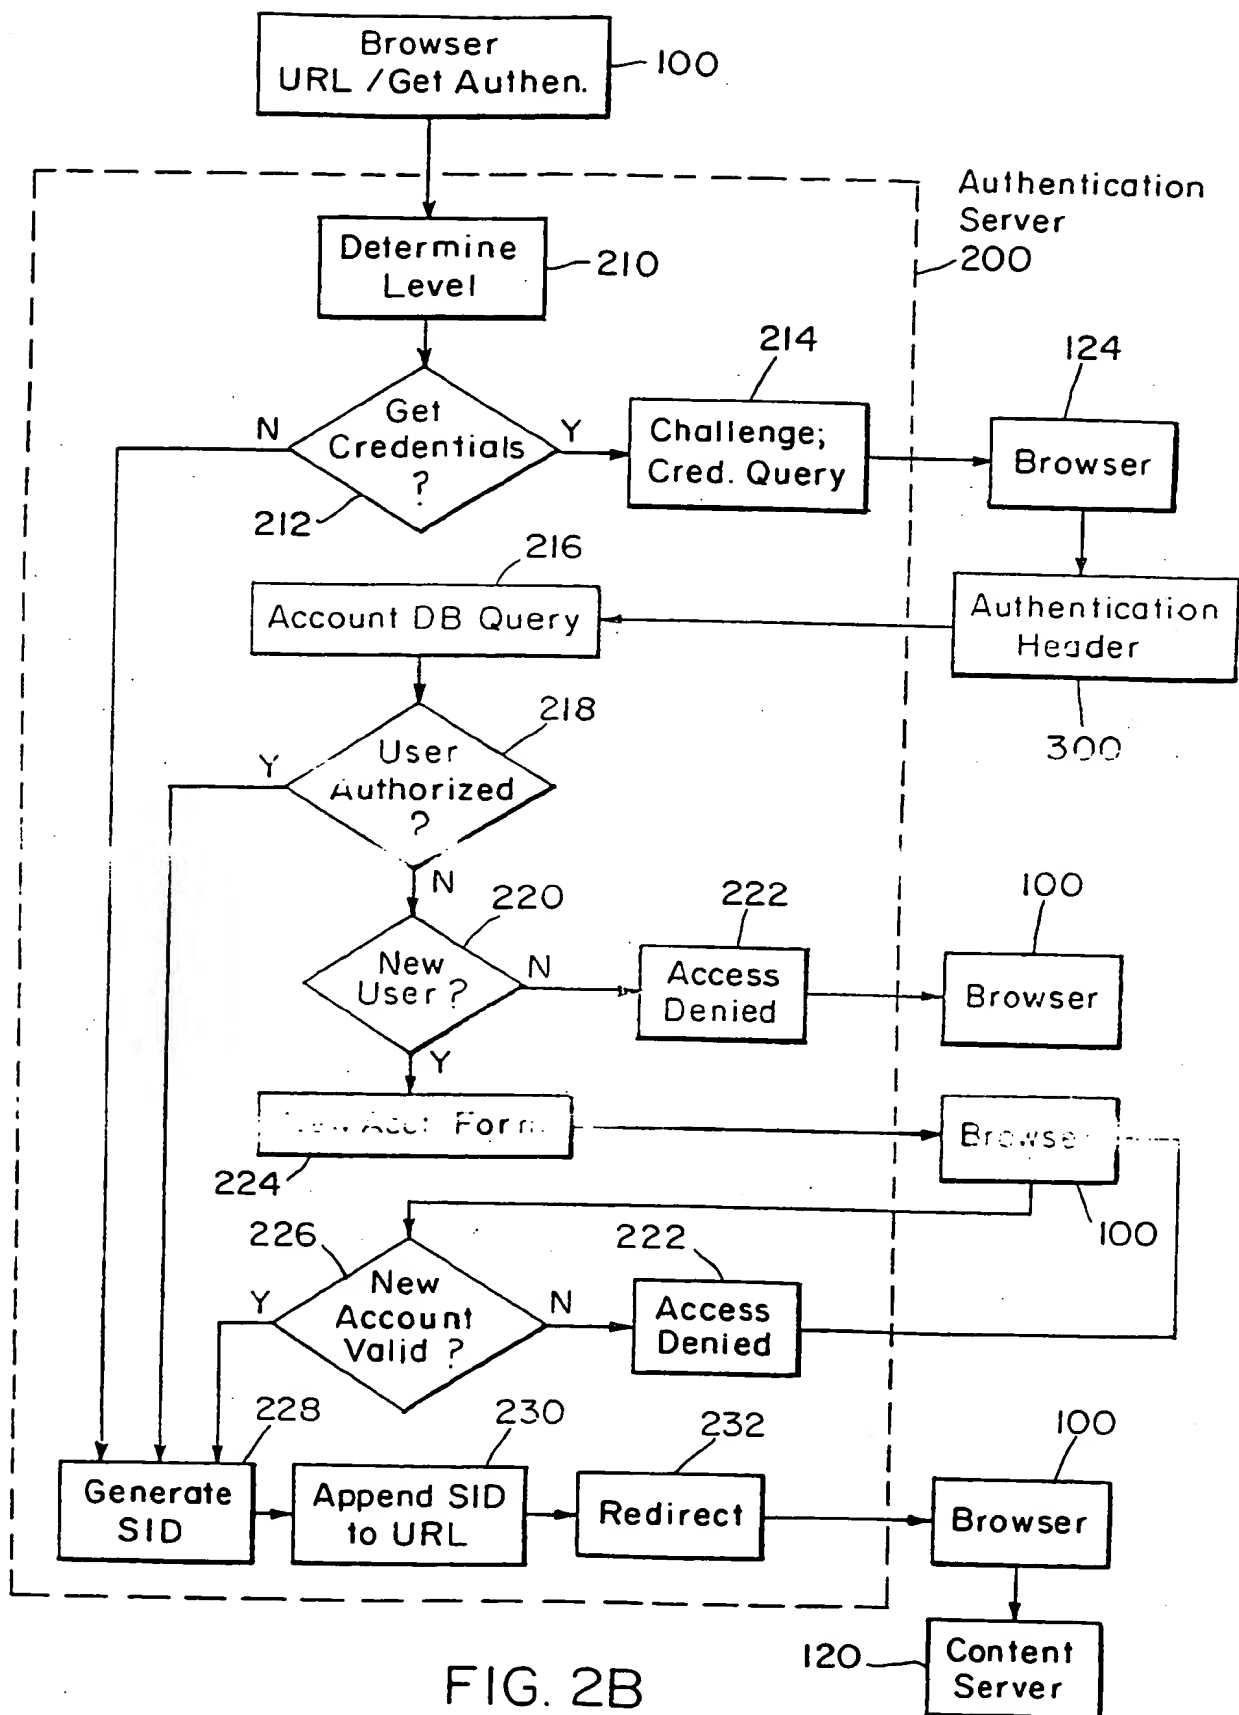 Browser
URL / Get Authen.
100
Authentication
Server
200
Determine
Level
210
214
124
N
Get
Credentials
?
Y
Challenge;
Cred. Query
Browser
212
216
Account DB Query
Authentication
Header
218
300
Y
User
Authorized
?
N
220
222
100
New
User ?
N
Access
Denied
Browser
Y
Acct Form
Browser
224
100
226
222
Y
New
Account
Valid ?
N
Access
Denied
228
230
232
100
Generate
SID
Append SID
to URL
Redirect
Browser
120
Content
Server
FIG. 2B